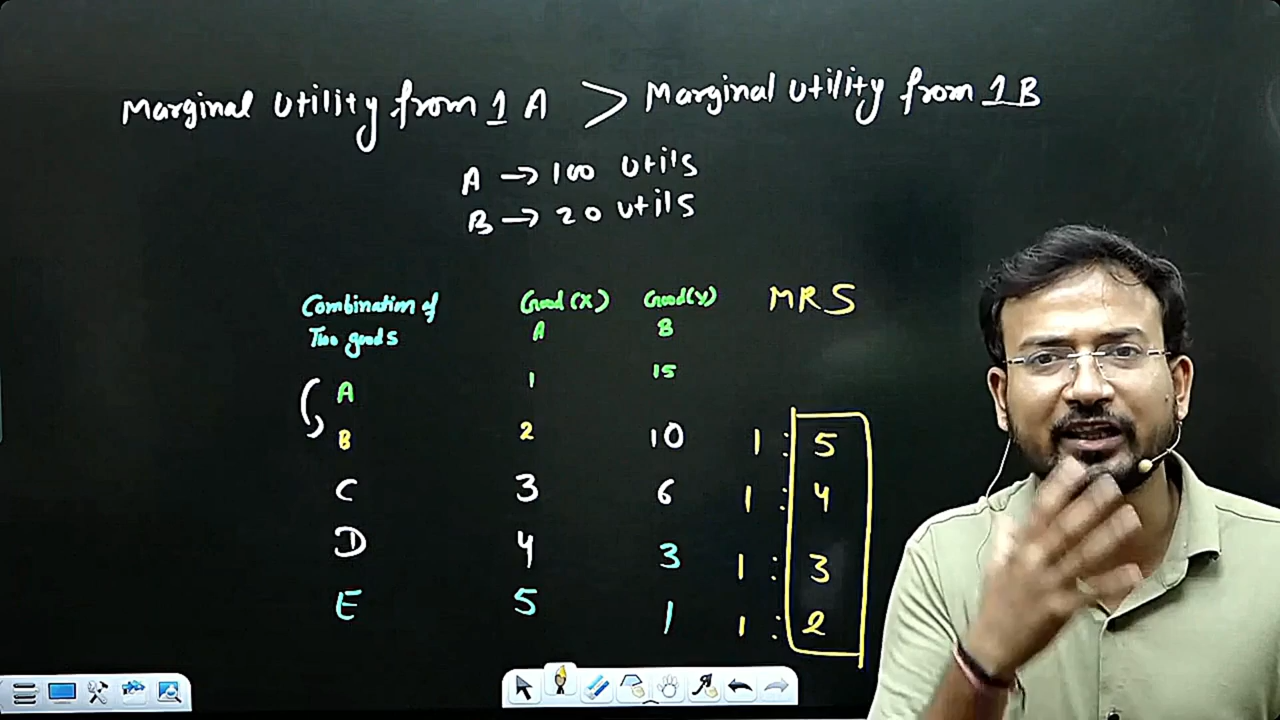 Marginal Utility from 1 A > Marginal Utility from 1 B
A → 100 utils
B → 20 utils
Combination of Two goods Good (X) A Good (Y) B MRS
A 1 15
B 2 10 1 : 5
C 3 6 1 : 4
D 4 3 1 : 3
E 5 1 1 : 2